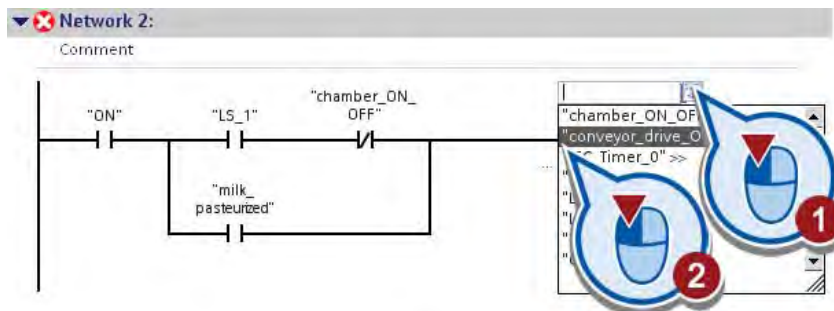 Network 2:
Comment
"chamber_ON_
OFF"
"ON"
"LS_1"
"milk_
pasteurized"
"chamber_ON_OF
"conveyor_drive_O
Timer_0" >>
1
2